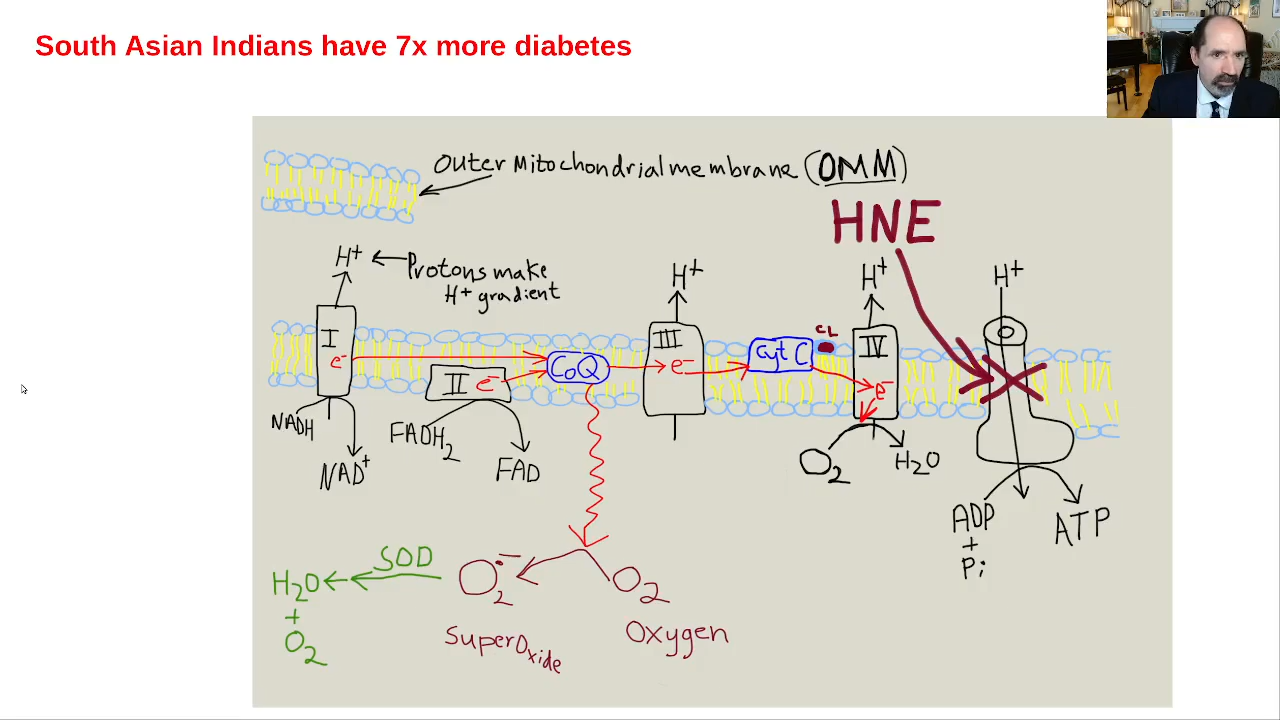 South Asian Indians have 7x more diabetes
Outer Mitochondrial membrane (OMM)
HNE
H+
Protons make
H+ gradient
H+
H+
H+
I
e-
II
e-
CoQ
III
e-
Cyt C
CL
IV
e-
NADH
NAD+
FADH2
FAD
O2
H2O
ADP
+
Pi
ATP
SOD
H2O
+
O2
O2•−
SuperOxide
O2
Oxygen